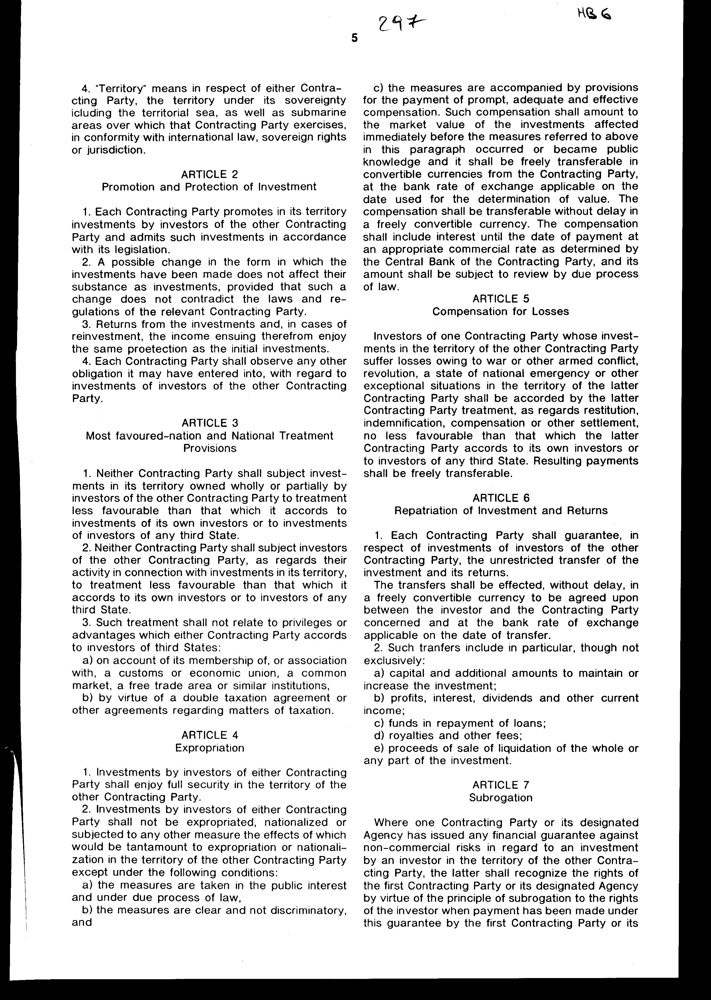 297
HB 6
5
4. "Territory" means in respect of either Contra-
cting Party, the territory under its sovereignty
icluding the territorial sea, as well as submarine
areas over which that Contracting Party exercises,
in conformity with international law, sovereign rights
or jurisdiction.
ARTICLE 2
Promotion and Protection of Investment
1. Each Contracting Party promotes in its territory
investments by investors of the other Contracting
Party and admits such investments in accordance
with its legislation.
2. A possible change in the form in which the
investments have been made does not affect their
substance as investments, provided that such a
change does not contradict the laws and re-
gulations of the relevant Contracting Party.
3. Returns from the investments and, in cases of
reinvestment, the income ensuing therefrom enjoy
the same proetection as the initial investments.
4. Each Contracting Party shall observe any other
obligation it may have entered into, with regard to
investments of investors of the other Contracting
Party.
ARTICLE 3
Most favoured-nation and National Treatment
Provisions
1. Neither Contracting Party shall subject invest-
ments in its territory owned wholly or partially by
investors of the other Contracting Party to treatment
less favourable than that which it accords to
investments of its own investors or to investments
of investors of any third State.
2. Neither Contracting Party shall subject investors
of the other Contracting Party, as regards their
activity in connection with investments in its territory,
to treatment less favourable than that which it
accords to its own investors or to investors of any
third State.
3. Such treatment shall not relate to privileges or
advantages which either Contracting Party accords
to investors of third States:
a) on account of its membership of, or association
with, a customs or economic union, a common
market, a free trade area or similar institutions,
b) by virtue of a double taxation agreement or
other agreements regarding matters of taxation.
ARTICLE 4
Expropriation
1. Investments by investors of either Contracting
Party shall enjoy full security in the territory of the
other Contracting Party.
2. Investments by investors of either Contracting
Party shall not be expropriated, nationalized or
subjected to any other measure the effects of which
would be tantamount to expropriation or nationali-
zation in the territory of the other Contracting Party
except under the following conditions:
a) the measures are taken in the public interest
and under due process of law,
b) the measures are clear and not discriminatory,
and
c) the measures are accompanied by provisions
for the payment of prompt, adequate and effective
compensation. Such compensation shall amount to
the market value of the investments affected
immediately before the measures referred to above
in this paragraph occurred or became public
knowledge and it shall be freely transferable in
convertible currencies from the Contracting Party,
at the bank rate of exchange applicable on the
date used for the determination of value. The
compensation shall be transferable without delay in
a freely convertible currency. The compensation
shall include interest until the date of payment at
an appropriate commercial rate as determined by
the Central Bank of the Contracting Party, and its
amount shall be subject to review by due process
of law.
ARTICLE 5
Compensation for Losses
Investors of one Contracting Party whose invest-
ments in the territory of the other Contracting Party
suffer losses owing to war or other armed conflict,
revolution, a state of national emergency or other
exceptional situations in the territory of the latter
Contracting Party shall be accorded by the latter
Contracting Party treatment, as regards restitution,
indemnification, compensation or other settlement,
no less favourable than that which the latter
Contracting Party accords to its own investors or
to investors of any third State. Resulting payments
shall be freely transferable.
ARTICLE 6
Repatriation of Investment and Returns
1. Each Contracting Party shall guarantee, in
respect of investments of investors of the other
Contracting Party, the unrestricted transfer of the
investment and its returns.
The transfers shall be effected, without delay, in
a freely convertible currency to be agreed upon
between the investor and the Contracting Party
concerned and at the bank rate of exchange
applicable on the date of transfer.
2. Such tranfers include in particular, though not
exclusively:
a) capital and additional amounts to maintain or
increase the investment;
b) profits, interest, dividends and other current
income;
c) funds in repayment of loans;
d) royalties and other fees;
e) proceeds of sale of liquidation of the whole or
any part of the investment.
ARTICLE 7
Subrogation
Where one Contracting Party or its designated
Agency has issued any financial guarantee against
non-commercial risks in regard to an investment
by an investor in the territory of the other Contra-
cting Party, the latter shall recognize the rights of
the first Contracting Party or its designated Agency
by virtue of the principle of subrogation to the rights
of the investor when payment has been made under
this guarantee by the first Contracting Party or its